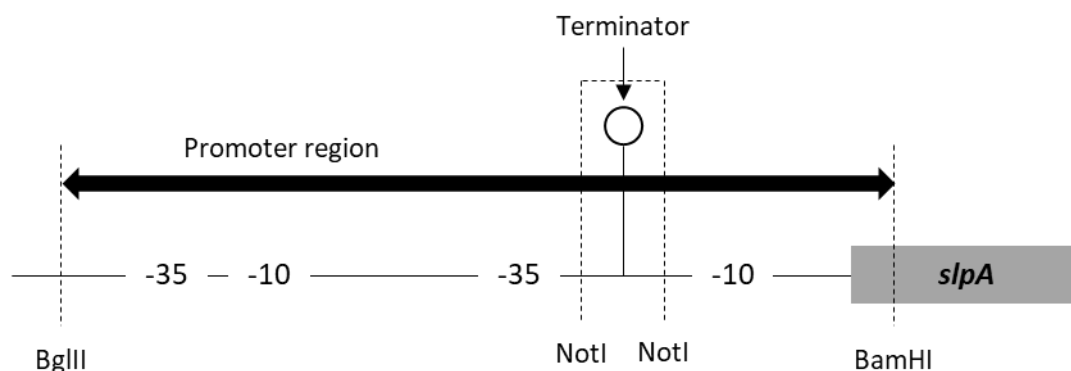 Terminator
Promoter region
-35 -10 -35 -10 slpA
BglII NotI NotI BamHI